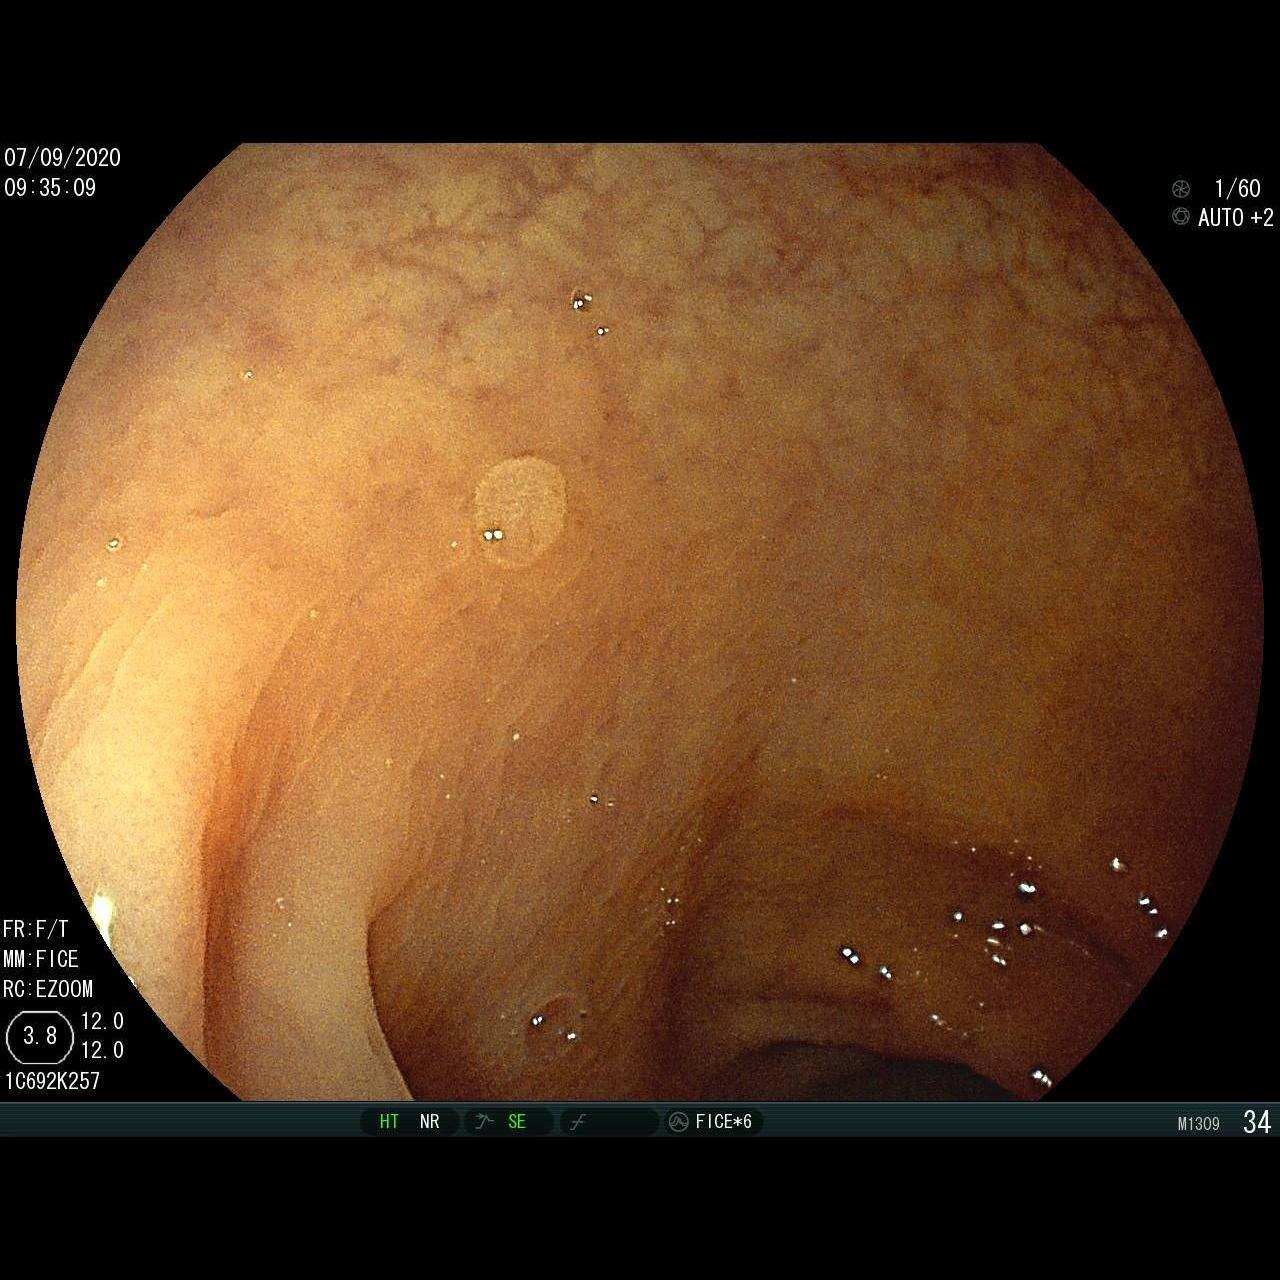 07/09/2020
09:35:09
1/60
AUTO +2
FR:F/T
MM:FICE
RC:EZOOM
3.8
12.0
12.0
1C692K257
HT NR SE FICE*6
M1309 34